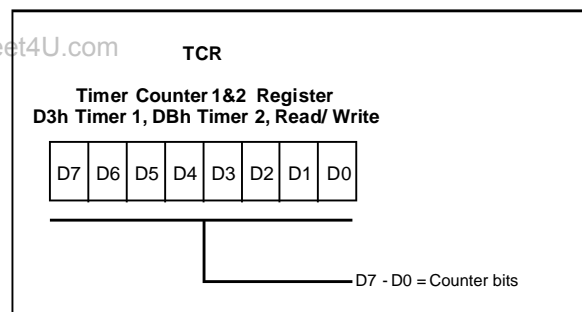 et4U.com
TCR
Timer Counter 1&2 Register
D3h Timer 1, DBh Timer 2, Read/ Write
D7 D6 D5 D4 D3 D2 D1 D0
D7 - D0 = Counter bits